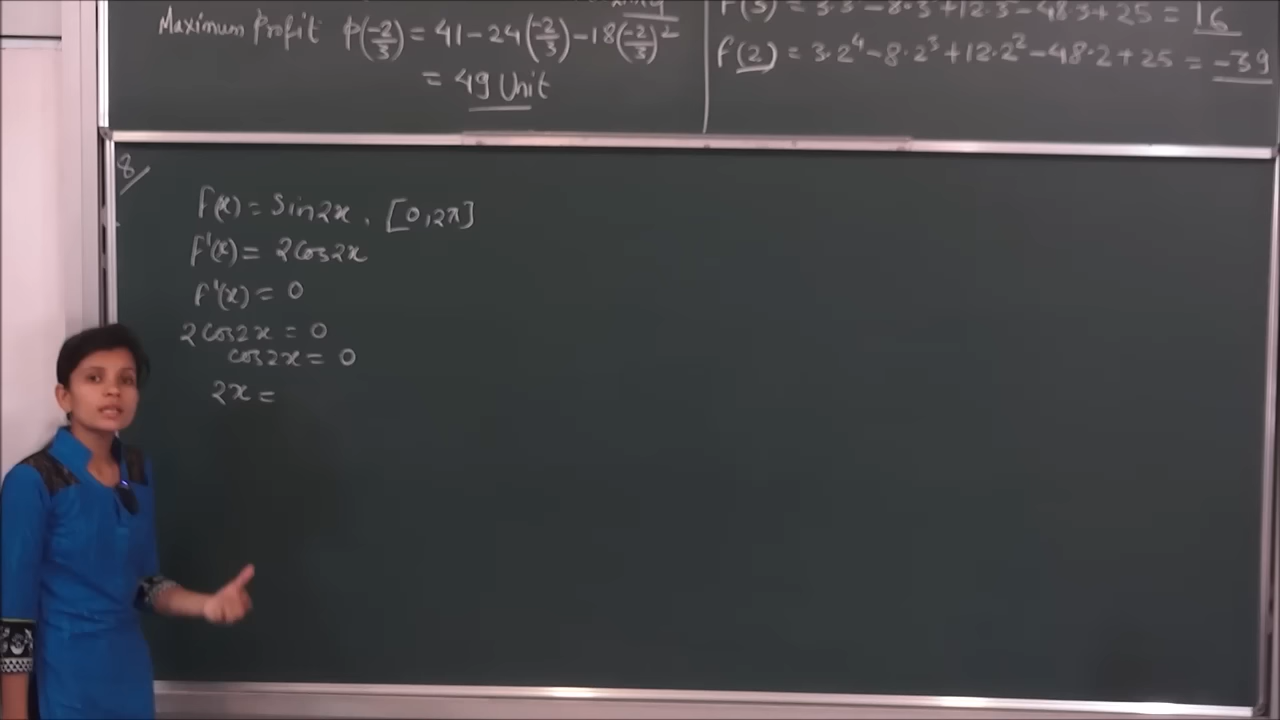 Maximum Profit P(-2/3) = 41 - 24(-2/3) - 18(-2/3)²
= 49 Unit
= 3·3 - 8·3 + 12·3 - 48·3 + 25 = 16
f(2) = 3·2⁴ - 8·2³ + 12·2² - 48·2 + 25 = -39
8/
f(x) = Sin2x, [0,2π]
f'(x) = 2Cos2x
f'(x) = 0
2Cos2x = 0
cos2x = 0
2x =